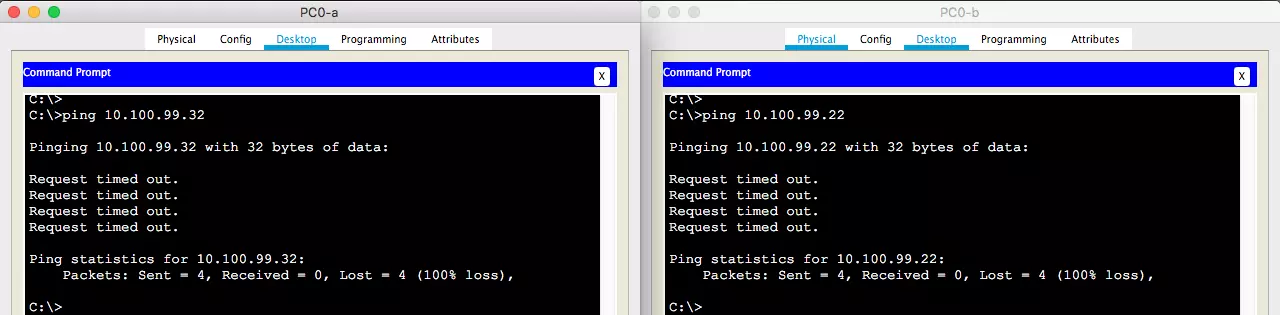 PC0-a
Physical Config Desktop Programming Attributes
Command Prompt
X
C:\>
C:\>ping 10.100.99.32
Pinging 10.100.99.32 with 32 bytes of data:
Request timed out.
Request timed out.
Request timed out.
Request timed out.
Ping statistics for 10.100.99.32:
Packets: Sent = 4, Received = 0, Lost = 4 (100% loss),
C:\>
PC0-b
Physical Config Desktop Programming Attributes
Command Prompt
X
C:\>
C:\>ping 10.100.99.22
Pinging 10.100.99.22 with 32 bytes of data:
Request timed out.
Request timed out.
Request timed out.
Request timed out.
Ping statistics for 10.100.99.22:
Packets: Sent = 4, Received = 0, Lost = 4 (100% loss),
C:\>